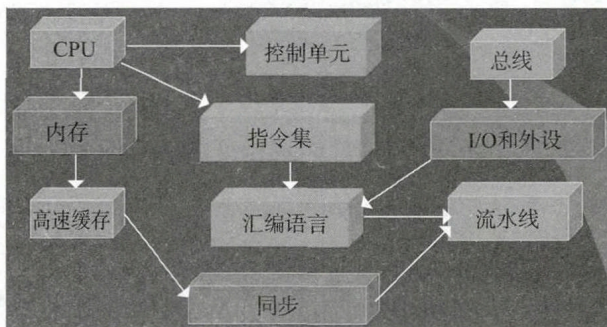 CPU
控制单元
总线
内存
指令集
I/O和外设
高速缓存
汇编语言
流水线
同步